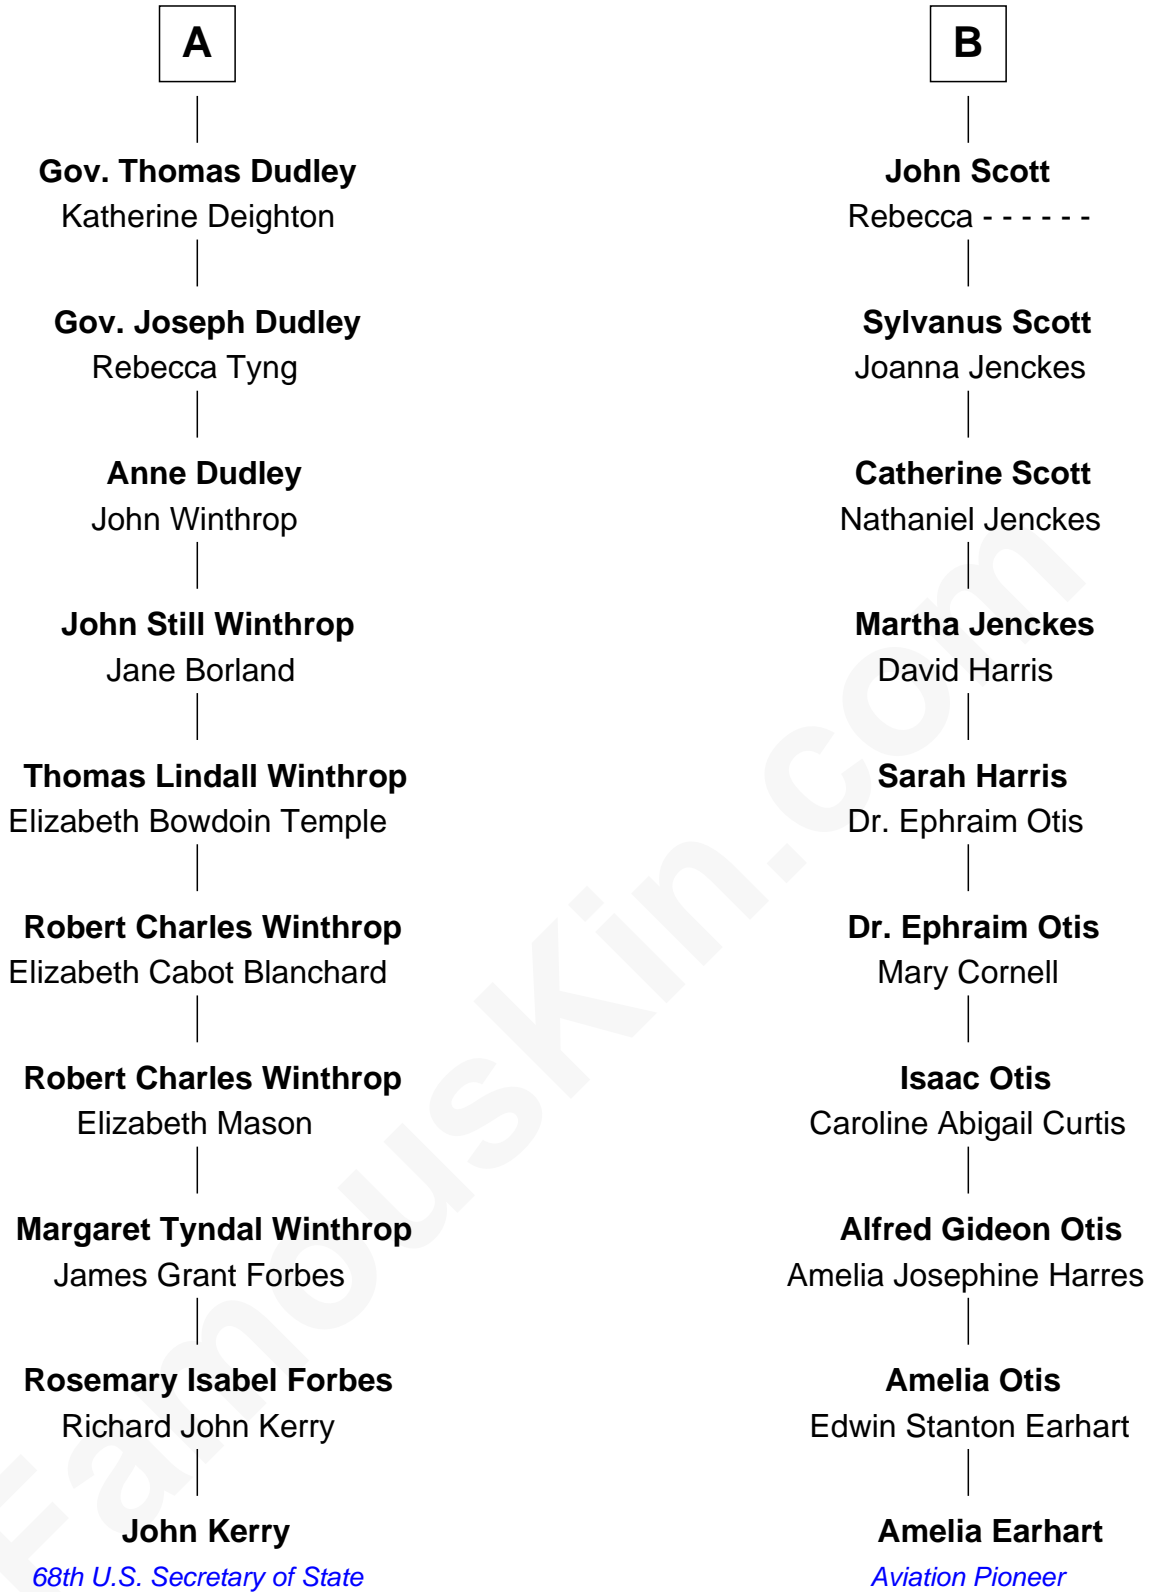 A
Gov. Thomas Dudley
Katherine Deighton
Gov. Joseph Dudley
Rebecca Tyng
Anne Dudley
John Winthrop
John Still Winthrop
Jane Borland
Thomas Lindall Winthrop
Elizabeth Bowdoin Temple
Robert Charles Winthrop
Elizabeth Cabot Blanchard
Robert Charles Winthrop
Elizabeth Mason
Margaret Tyndal Winthrop
James Grant Forbes
Rosemary Isabel Forbes
Richard John Kerry
John Kerry
68th U.S. Secretary of State
B
John Scott
Rebecca - - - - - -
Sylvanus Scott
Joanna Jenckes
Catherine Scott
Nathaniel Jenckes
Martha Jenckes
David Harris
Sarah Harris
Dr. Ephraim Otis
Dr. Ephraim Otis
Mary Cornell
Isaac Otis
Caroline Abigail Curtis
Alfred Gideon Otis
Amelia Josephine Harres
Amelia Otis
Edwin Stanton Earhart
Amelia Earhart
Aviation Pioneer
FamousKin.com